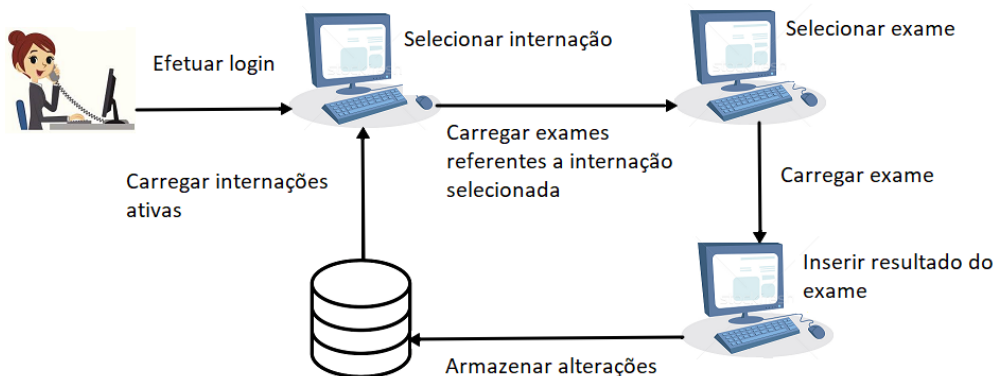 Efetuar login
Selecionar internação
Selecionar exame
Carregar internações
ativas
Carregar exames
referentes a internação
selecionada
Carregar exame
Inserir resultado do
exame
Armazenar alterações